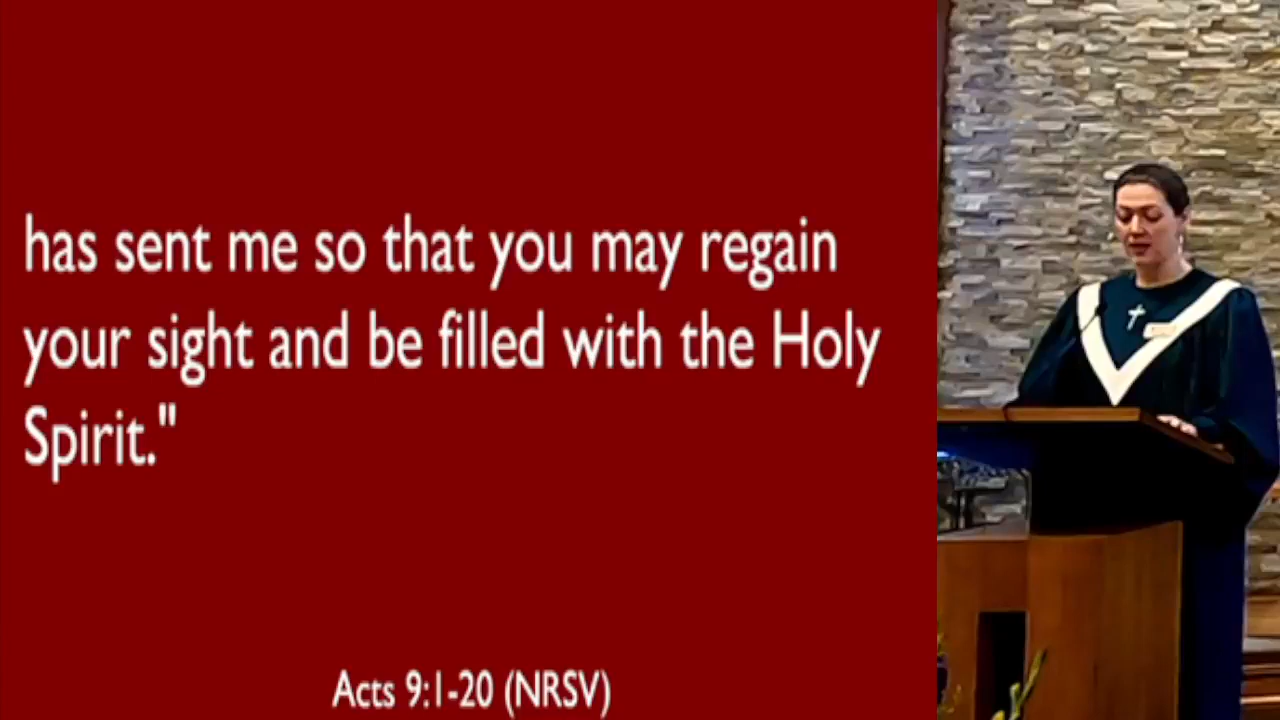 has sent me so that you may regain
your sight and be filled with the Holy
Spirit."
Acts 9:1-20 (NRSV)